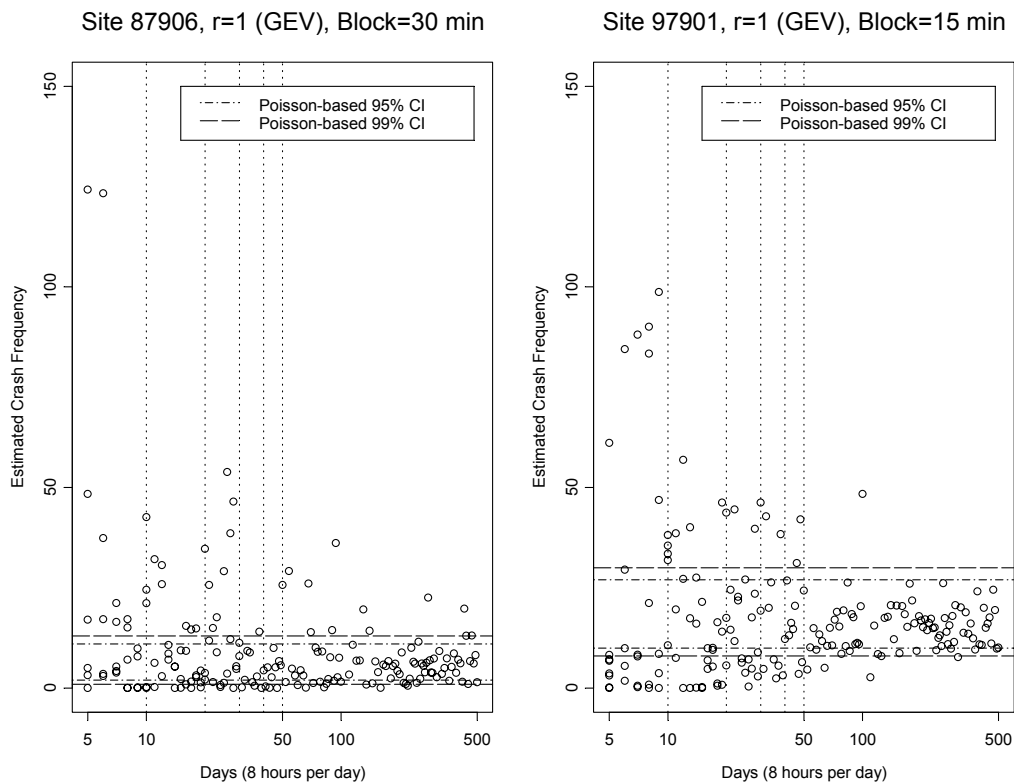 Site 87906, r=1 (GEV), Block=30 min
Poisson-based 95% CI
Poisson-based 99% CI
Estimated Crash Frequency
150
100
50
0
5 10 50 100 500
Days (8 hours per day)
Site 97901, r=1 (GEV), Block=15 min
Poisson-based 95% CI
Poisson-based 99% CI
Estimated Crash Frequency
150
100
50
0
5 10 50 100 500
Days (8 hours per day)